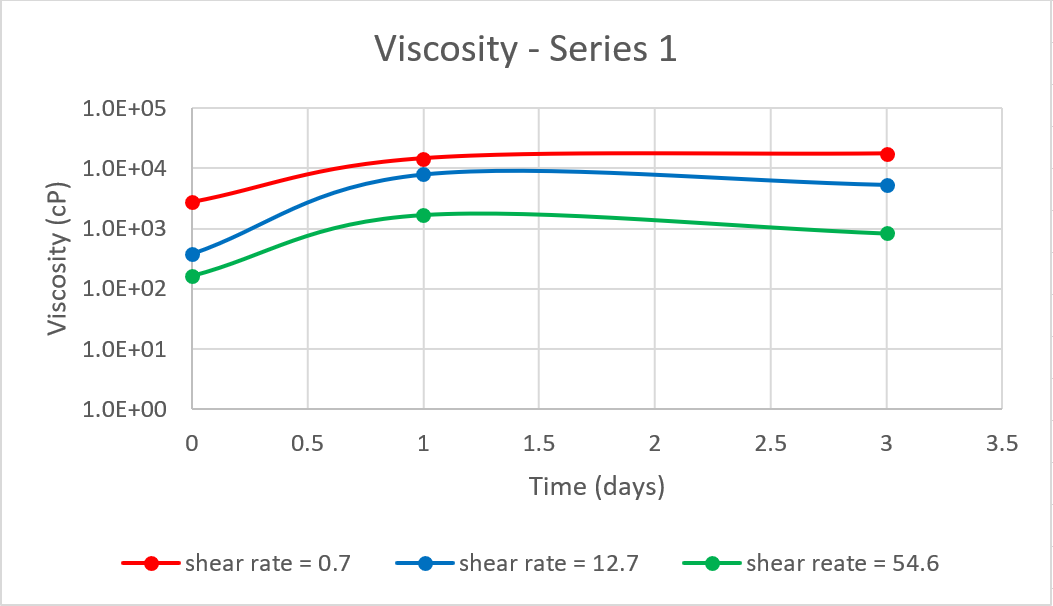 Viscosity - Series 1
1.0E+05
1.0E+04
1.0E+03
1.0E+02
1.0E+01
1.0E+00
Viscosity (cP)
0 0.5 1 1.5 2 2.5 3 3.5
Time (days)
shear rate = 0.7 shear rate = 12.7 shear reate = 54.6